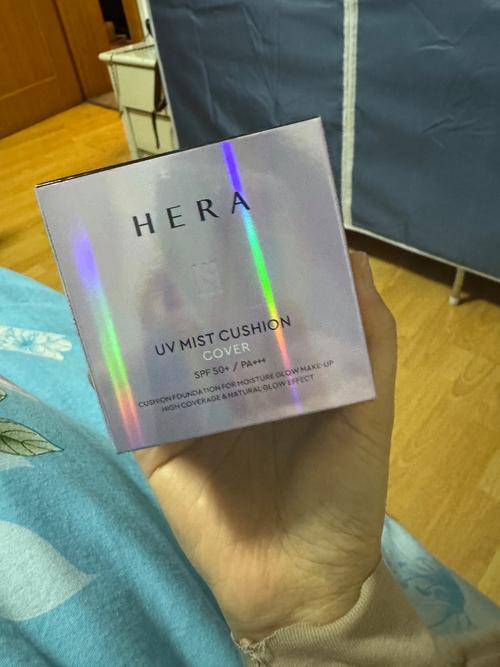 HERA
UV MIST CUSHION
COVER
SPF 50+ / PA+++
CUSHION FOUNDATION FOR MOISTURE GLOW MAKE-UP
HIGH COVERAGE & NATURAL GLOW EFFECT